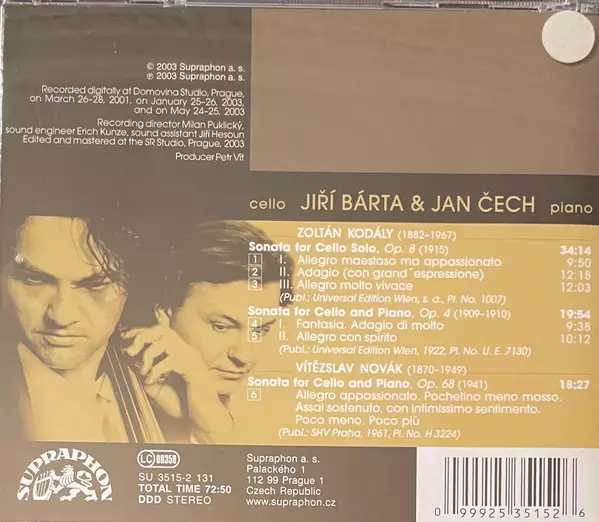 © 2003 Supraphon a. s.
℗ 2003 Supraphon a. s.
Recorded digitally at Domovina Studio, Prague,
on March 26–28, 2001, on January 25–26, 2003,
and on May 24–25, 2003
Recording director Milan Puklický,
sound engineer Erich Kunze, sound assistant Jiří Hesoun
Edited and mastered at the SR Studio, Prague, 2003
Producer Petr Vít
cello JIŘÍ BÁRTA & JAN ČECH piano
ZOLTÁN KODÁLY (1882–1967)
Sonata for Cello Solo, Op. 8 (1915) 34:14
1 I. Allegro maestoso ma appassionato 9:50
2 II. Adagio (con grand´espressione) 12:18
3 III. Allegro molto vivace 12:03
(Publ.: Universal Edition Wien, s. a., Pl. No. 1007)
Sonata for Cello and Piano, Op. 4 (1909–1910) 19:54
4 I. Fantasia. Adagio di molto 9:38
5 II. Allegro con spirito 10:12
(Publ.: Universal Edition Wien, 1922, Pl. No. U. E. 7130)
VÍTĚZSLAV NOVÁK (1870–1949)
Sonata for Cello and Piano, Op. 68 (1941) 18:27
6 Allegro appassionato. Pochetino meno mosso.
Assai sostenuto, con intimissimo sentimento.
Poco meno. Poco più
(Publ.: SHV Praha, 1961, Pl. No. H 3224)
SUPRAPHON
LC 00358
SU 3515-2 131
TOTAL TIME 72:50
DDD STEREO
Supraphon a. s.
Palackého 1
112 99 Prague 1
Czech Republic
www.supraphon.cz
0 99925 35152 6